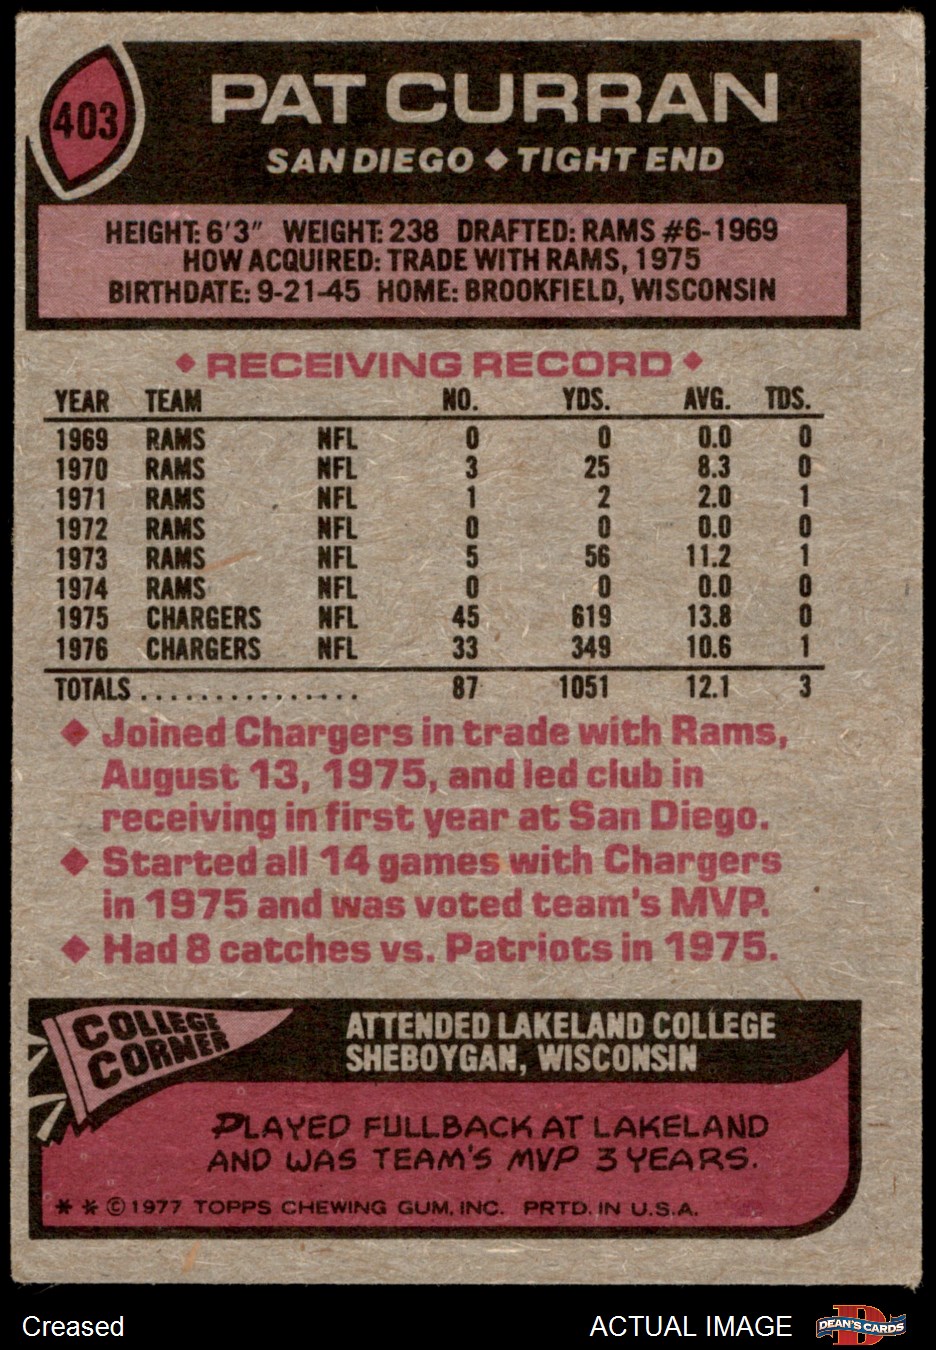 403
PAT CURRAN
SAN DIEGO ◆ TIGHT END
HEIGHT: 6'3" WEIGHT: 238 DRAFTED: RAMS #6-1969
HOW ACQUIRED: TRADE WITH RAMS, 1975
BIRTHDATE: 9-21-45 HOME: BROOKFIELD, WISCONSIN
◆ RECEIVING RECORD ◆
YEAR TEAM NO. YDS. AVG. TDS.
1969 RAMS NFL 0 0 0.0 0
1970 RAMS NFL 3 25 8.3 0
1971 RAMS NFL 1 2 2.0 1
1972 RAMS NFL 0 0 0.0 0
1973 RAMS NFL 5 56 11.2 1
1974 RAMS NFL 0 0 0.0 0
1975 CHARGERS NFL 45 619 13.8 0
1976 CHARGERS NFL 33 349 10.6 1
TOTALS ............... 87 1051 12.1 3
◆ Joined Chargers in trade with Rams,
August 13, 1975, and led club in
receiving in first year at San Diego.
◆ Started all 14 games with Chargers
in 1975 and was voted team's MVP.
◆ Had 8 catches vs. Patriots in 1975.
COLLEGE
CORNER
ATTENDED LAKELAND COLLEGE
SHEBOYGAN, WISCONSIN
PLAYED FULLBACK AT LAKELAND
AND WAS TEAM'S MVP 3 YEARS.
* * © 1977 TOPPS CHEWING GUM, INC. PRTD. IN U.S.A.
Creased
ACTUAL IMAGE
D
DEAN'S CARDS